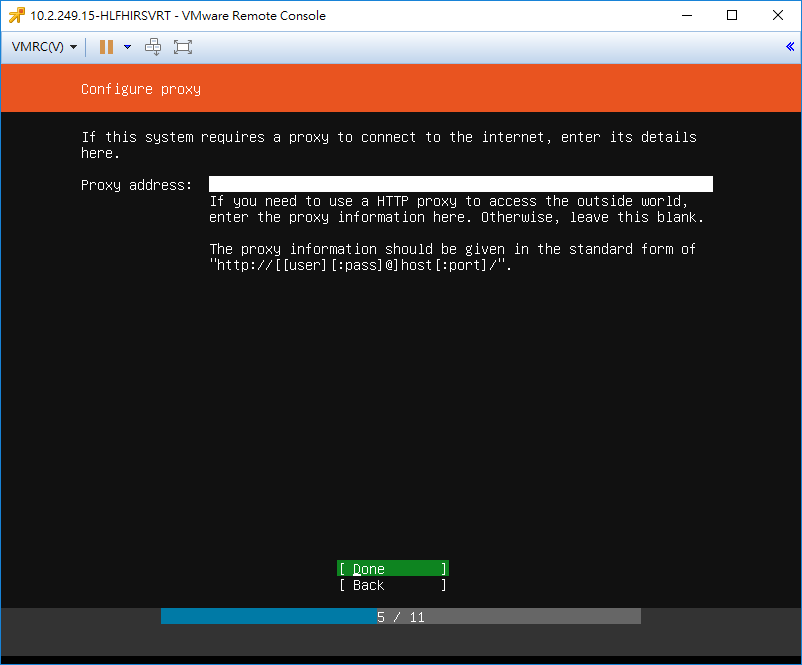 10.2.249.15-HLFHIRSVRT - VMware Remote Console
VMRC(V)
Configure proxy
If this system requires a proxy to connect to the internet, enter its details
here.
Proxy address:
If you need to use a HTTP proxy to access the outside world,
enter the proxy information here. Otherwise, leave this blank.
The proxy information should be given in the standard form of
"http://[[user][:pass]@]host[:port]/".
[ Done ]
[ Back ]
5 / 11